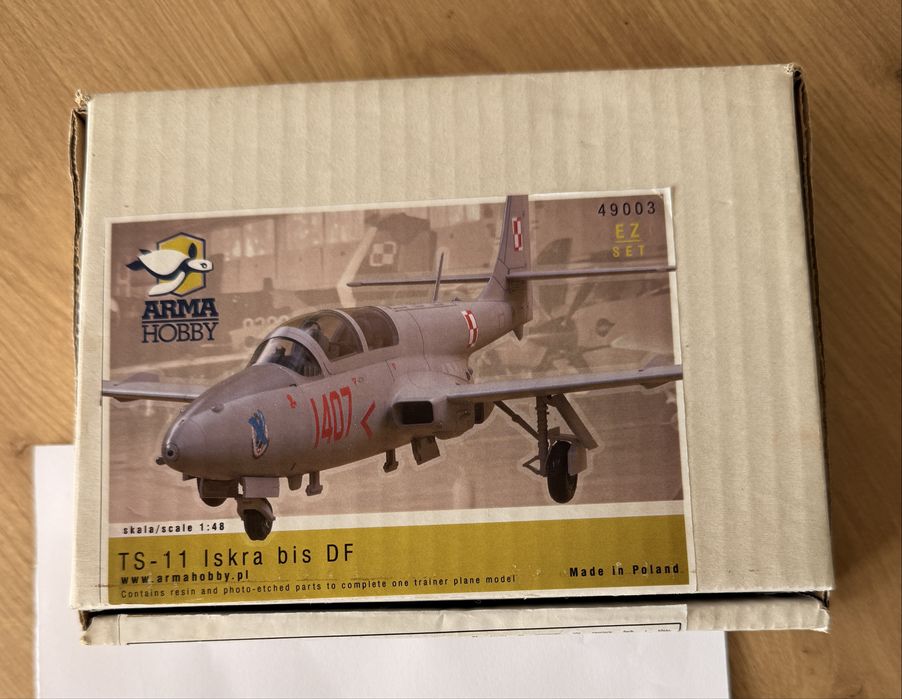 49003
EZ
SET
ARMA
HOBBY
1407
skala/scale 1:48
TS-11 Iskra bis DF
www.armahobby.pl
Made in Poland
Contains resin and photo-etched parts to complete one trainer plane model